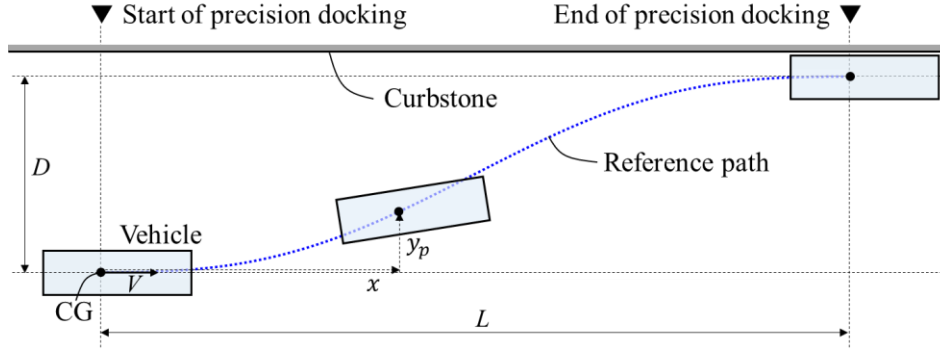 Start of precision docking
End of precision docking
Curbstone
D
Reference path
Vehicle
y_p
V
x
CG
L